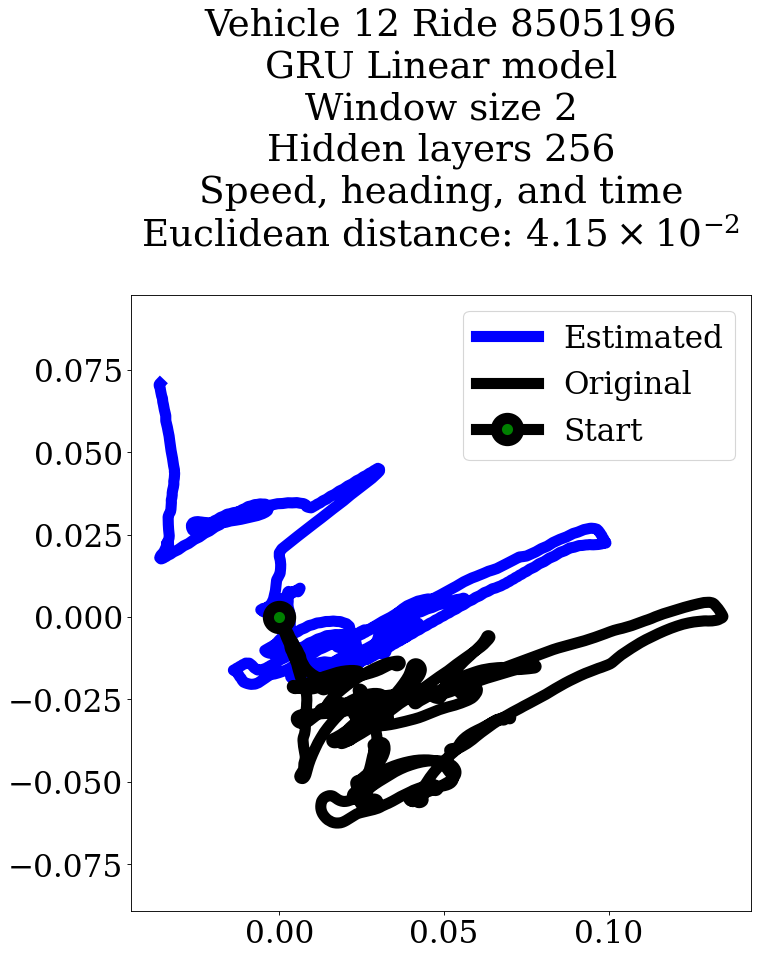 Vehicle 12 Ride 8505196
GRU Linear model
Window size 2
Hidden layers 256
Speed, heading, and time
Euclidean distance: 4.15 × 10⁻²
Estimated
Original
Start
0.075
0.050
0.025
0.000
−0.025
−0.050
−0.075
0.00 0.05 0.10